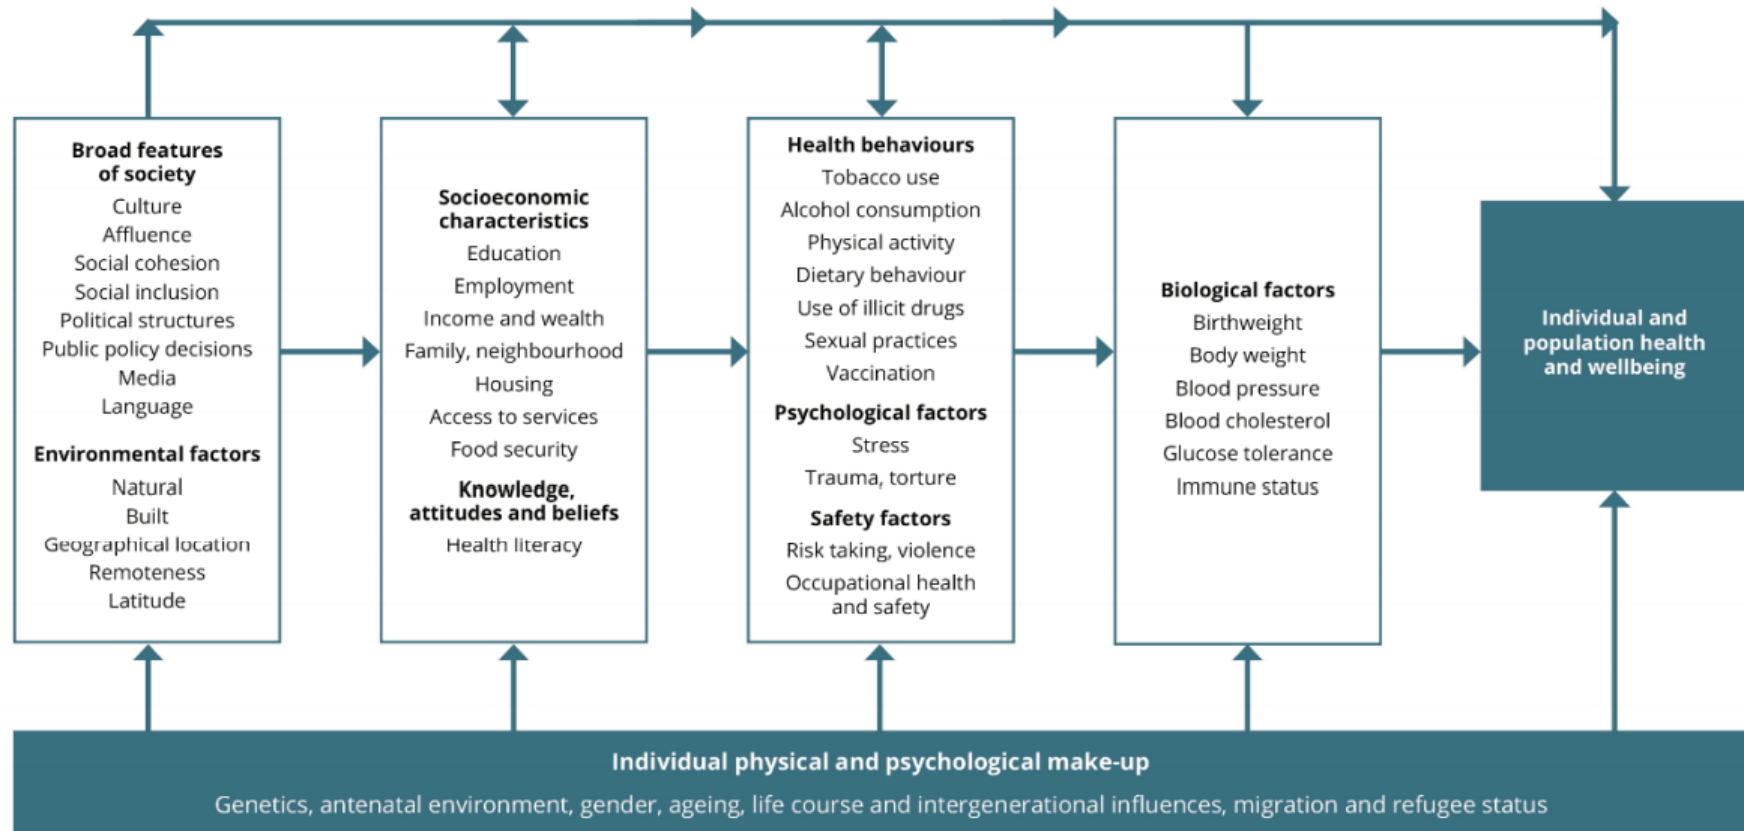 Broad features
of society
Culture
Affluence
Social cohesion
Social inclusion
Political structures
Public policy decisions
Media
Language
Environmental factors
Natural
Built
Geographical location
Remoteness
Latitude
Socioeconomic
characteristics
Education
Employment
Income and wealth
Family, neighbourhood
Housing
Access to services
Food security
Knowledge,
attitudes and beliefs
Health literacy
Health behaviours
Tobacco use
Alcohol consumption
Physical activity
Dietary behaviour
Use of illicit drugs
Sexual practices
Vaccination
Psychological factors
Stress
Trauma, torture
Safety factors
Risk taking, violence
Occupational health
and safety
Biological factors
Birthweight
Body weight
Blood pressure
Blood cholesterol
Glucose tolerance
Immune status
Individual and
population health
and wellbeing
Individual physical and psychological make-up
Genetics, antenatal environment, gender, ageing, life course and intergenerational influences, migration and refugee status